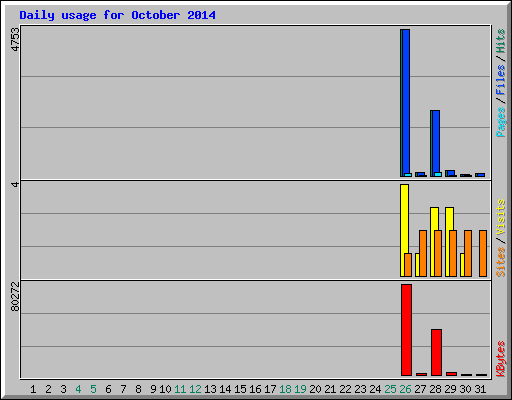 Daily usage for October 2014
4753
Pages / Files / Hits
4
Sites / Visits
80272
KBytes
1 2 3 4 5 6 7 8 9 10 11 12 13 14 15 16 17 18 19 20 21 22 23 24 25 26 27 28 29 30 31